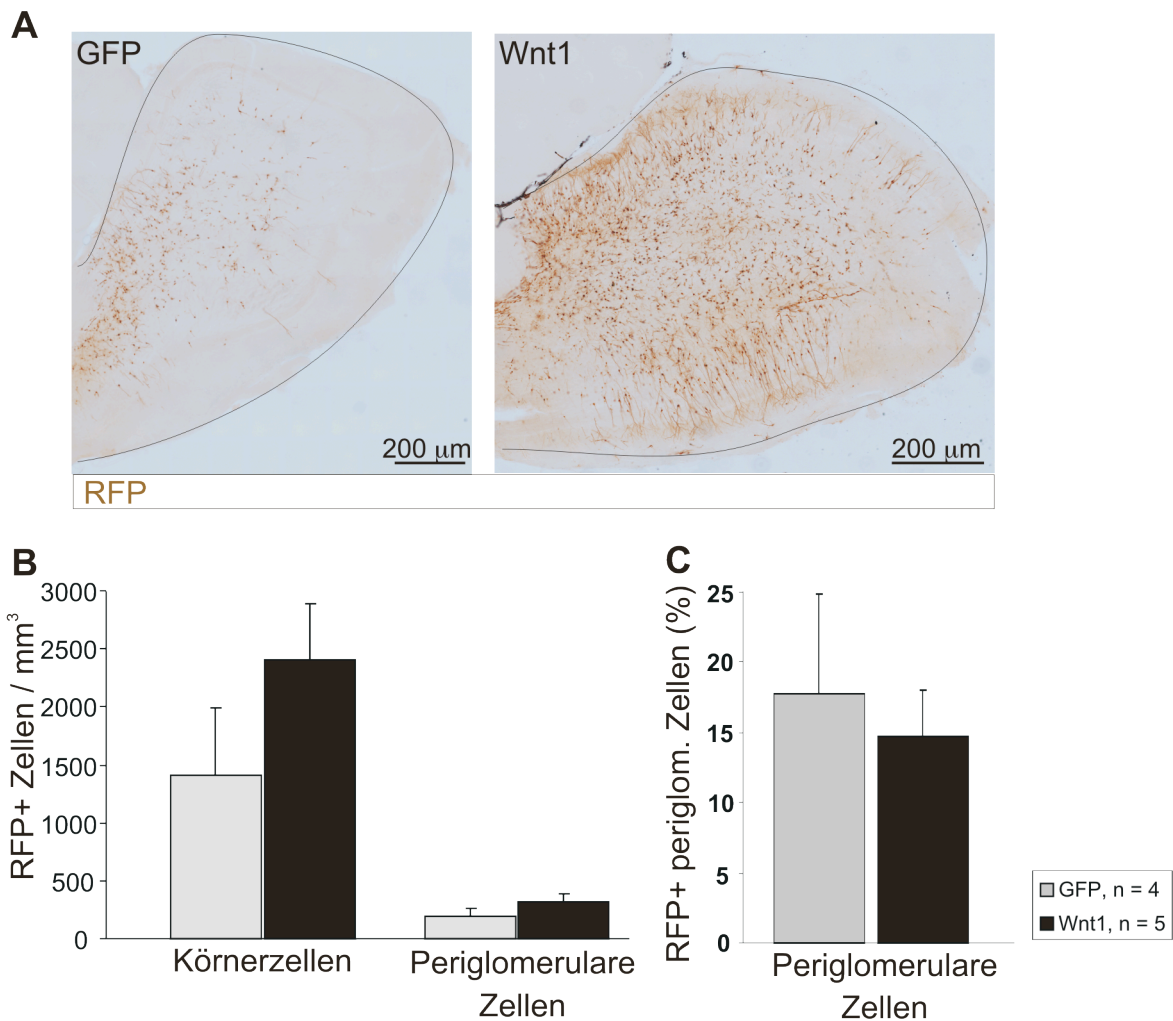 A
GFP
Wnt1
200 μm
200 μm
RFP
B
RFP+ Zellen / mm³
3000
2500
2000
1500
1000
500
0
Körnerzellen
Periglomerulare
Zellen
C
RFP+ periglom. Zellen (%)
25
20
15
10
5
0
Periglomerulare
Zellen
GFP, n = 4
Wnt1, n = 5